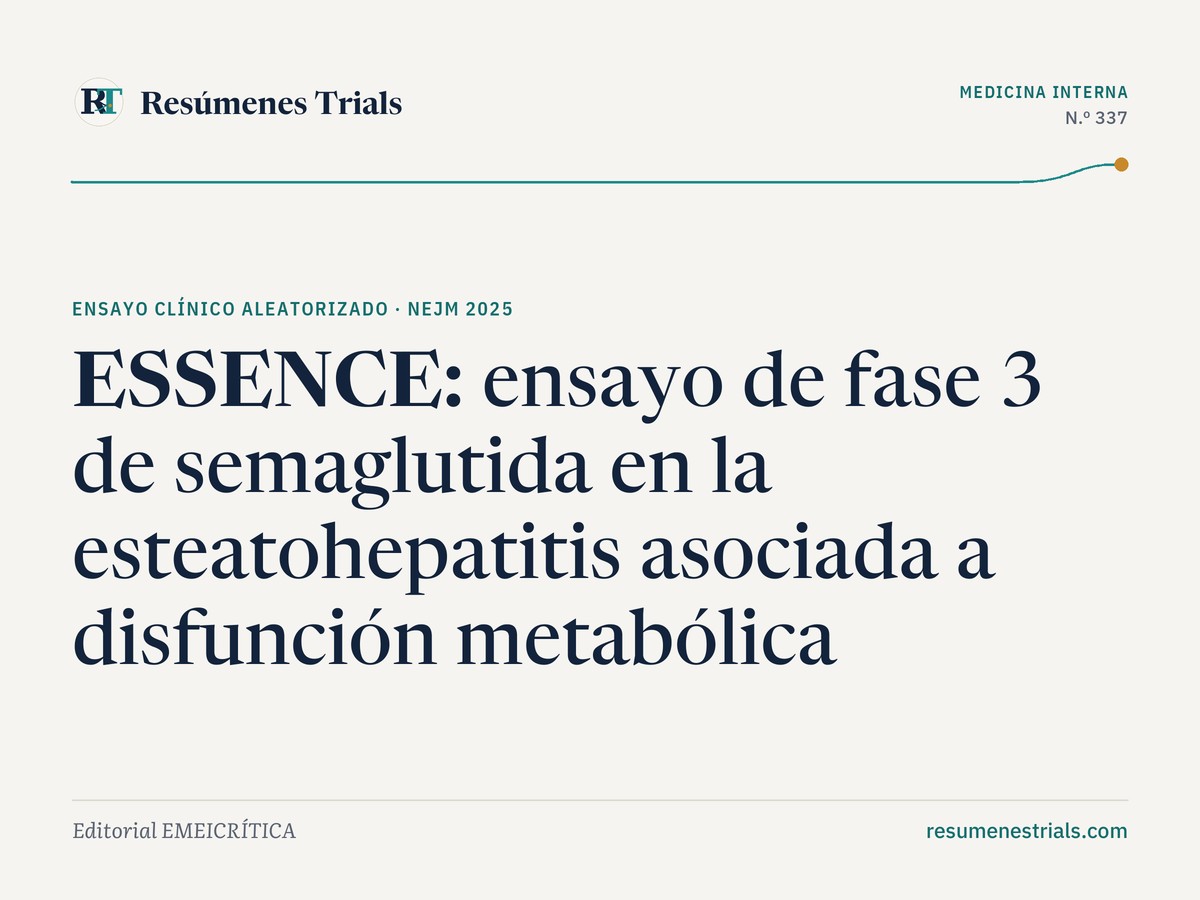 RT Resúmenes Trials
MEDICINA INTERNA
N.º 337
ENSAYO CLÍNICO ALEATORIZADO · NEJM 2025
ESSENCE: ensayo de fase 3
de semaglutida en la
esteatohepatitis asociada a
disfunción metabólica
Editorial EMEICRÍTICA
resumenestrials.com